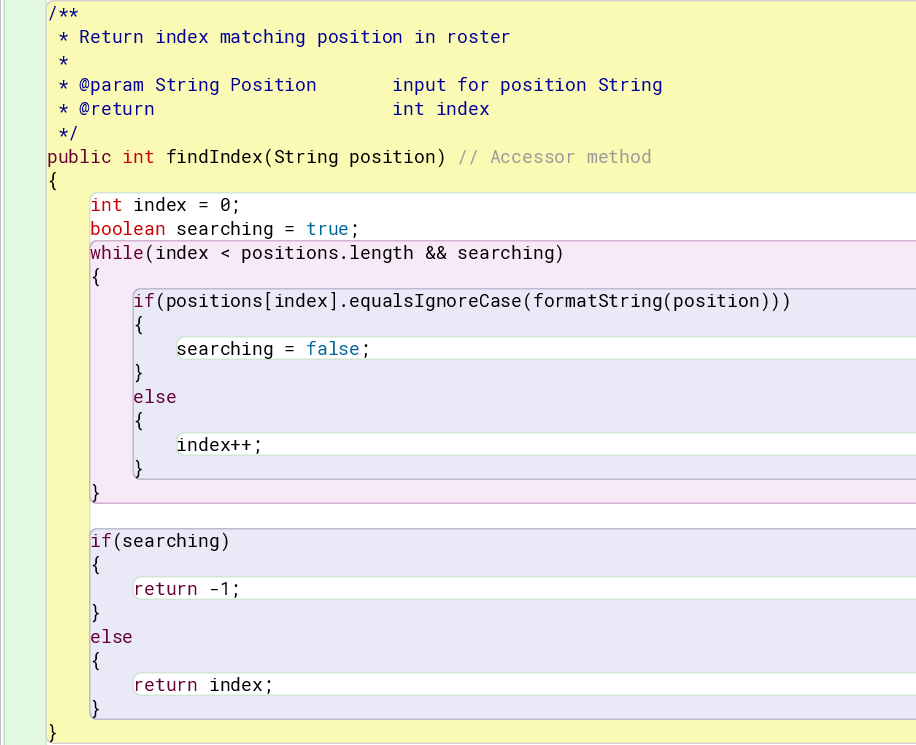 /**
 * Return index matching position in roster
 *
 * @param String Position       input for position String
 * @return                      int index
 */
public int findIndex(String position) // Accessor method
{
    int index = 0;
    boolean searching = true;
    while(index < positions.length && searching)
    {
        if(positions[index].equalsIgnoreCase(formatString(position)))
        {
            searching = false;
        }
        else
        {
            index++;
        }
    }

    if(searching)
    {
        return -1;
    }
    else
    {
        return index;
    }
}